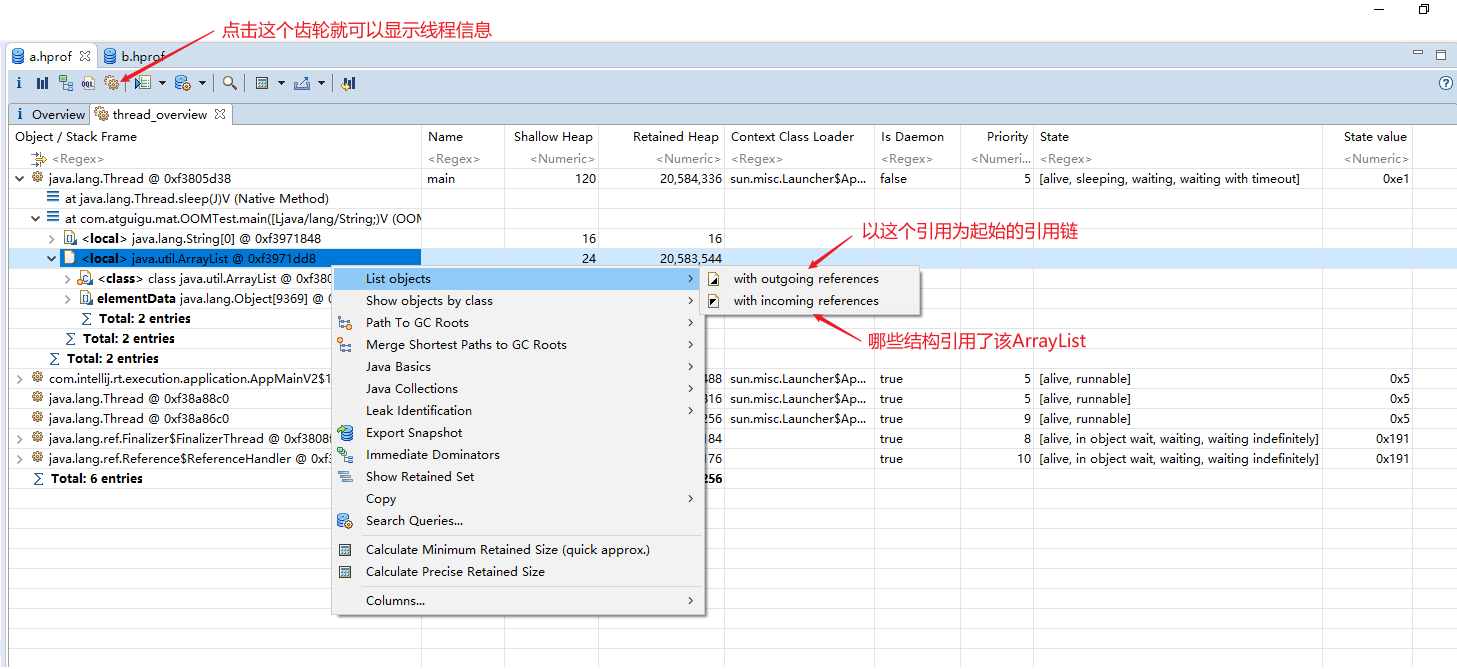 点击这个齿轮就可以显示线程信息
a.hprof b.hprof
i OQL
i Overview thread_overview
Object / Stack Frame Name Shallow Heap Retained Heap Context Class Loader Is Daemon Priority State State value
<Regex> <Regex> <Numeric> <Numeric> <Regex> <Regex> <Numeri... <Regex> <Numeric>
java.lang.Thread @ 0xf3805d38 main 120 20,584,336 sun.misc.Launcher$Ap... false 5 [alive, sleeping, waiting, waiting with timeout] 0xe1
at java.lang.Thread.sleep(J)V (Native Method)
at com.atguigu.mat.OOMTest.main([Ljava/lang/String;)V (OOM
以这个引用为起始的引用链
<local> java.lang.String[0] @ 0xf3971848 16 16
<local> java.util.ArrayList @ 0xf3971dd8 24 20,583,544
<class> class java.util.ArrayList @ 0xf380
List objects
with outgoing references
elementData java.lang.Object[9369] @ 0
Show objects by class
with incoming references
Total: 2 entries
Path To GC Roots
Total: 2 entries
Merge Shortest Paths to GC Roots
哪些结构引用了该ArrayList
Total: 2 entries
Java Basics
com.intellij.rt.execution.application.AppMainV2$1 488 sun.misc.Launcher$Ap... true 5 [alive, runnable] 0x5
Java Collections
java.lang.Thread @ 0xf38a88c0 816 sun.misc.Launcher$Ap... true 5 [alive, runnable] 0x5
Leak Identification
java.lang.Thread @ 0xf38a86c0 256 sun.misc.Launcher$Ap... true 9 [alive, runnable] 0x5
Export Snapshot
java.lang.ref.Finalizer$FinalizerThread @ 0xf3808f 184 true 8 [alive, in object wait, waiting, waiting indefinitely] 0x191
Immediate Dominators
java.lang.ref.Reference$ReferenceHandler @ 0xf3 176 true 10 [alive, in object wait, waiting, waiting indefinitely] 0x191
Show Retained Set
Total: 6 entries 256
Copy
Search Queries...
Calculate Minimum Retained Size (quick approx.)
Calculate Precise Retained Size
Columns...